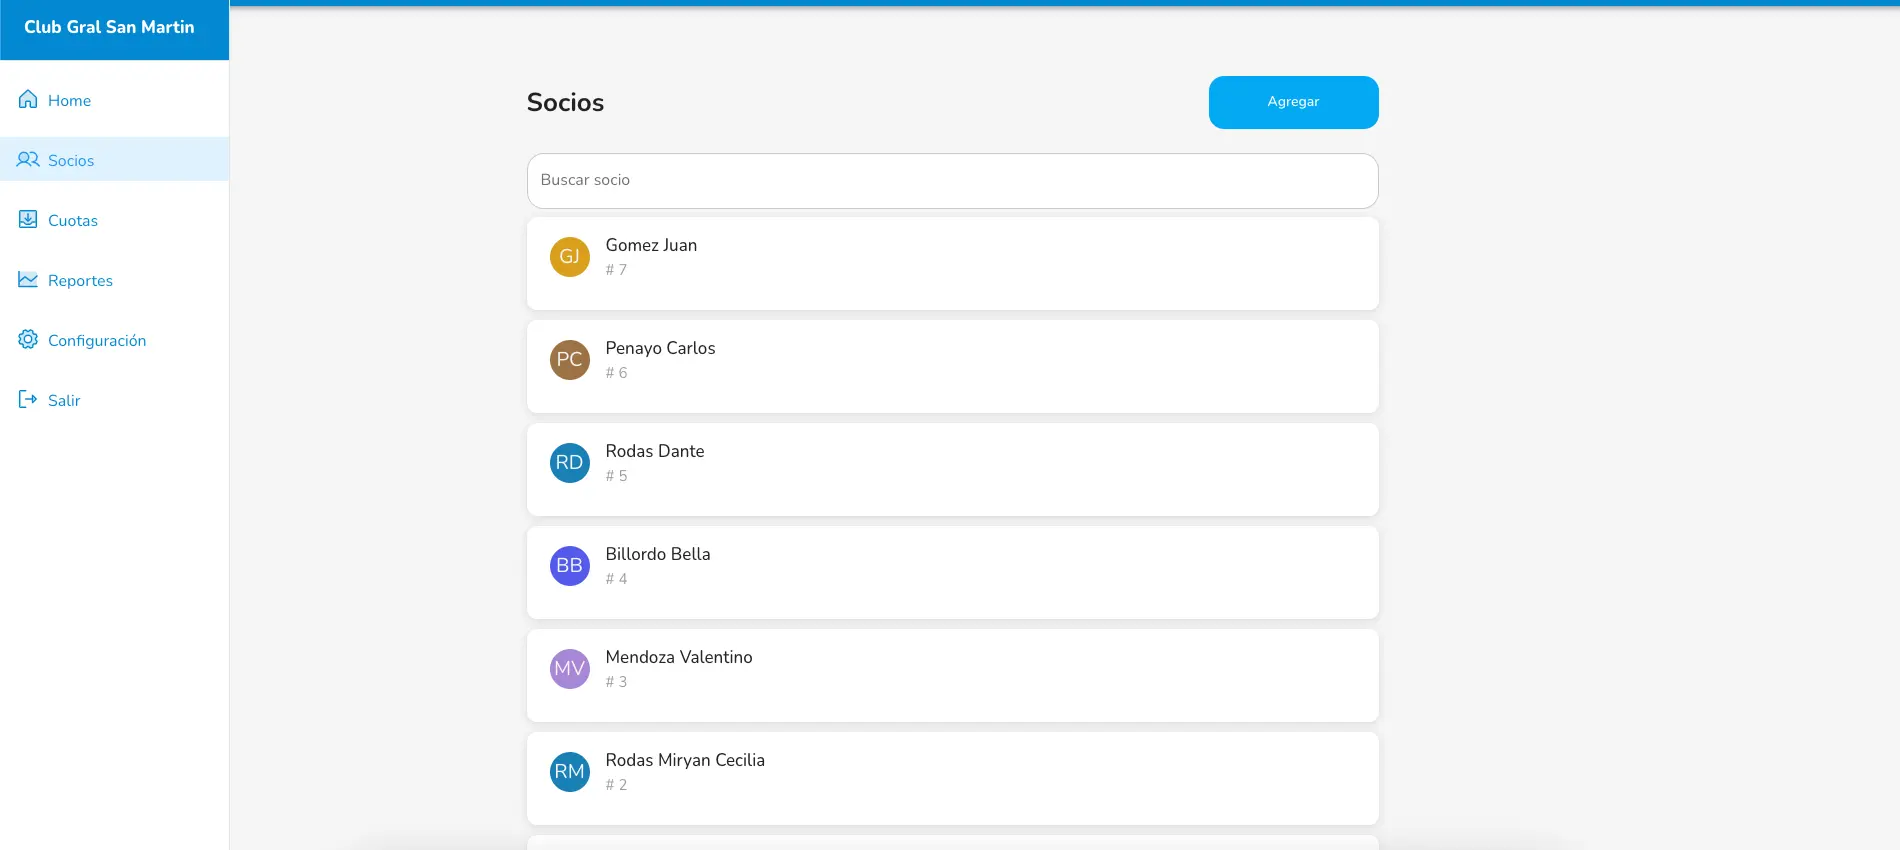 Club Gral San Martin
Home
Socios
Cuotas
Reportes
Configuración
Salir
Socios
Agregar
Buscar socio
GJ
Gomez Juan
# 7
PC
Penayo Carlos
# 6
RD
Rodas Dante
# 5
BB
Billordo Bella
# 4
MV
Mendoza Valentino
# 3
RM
Rodas Miryan Cecilia
# 2